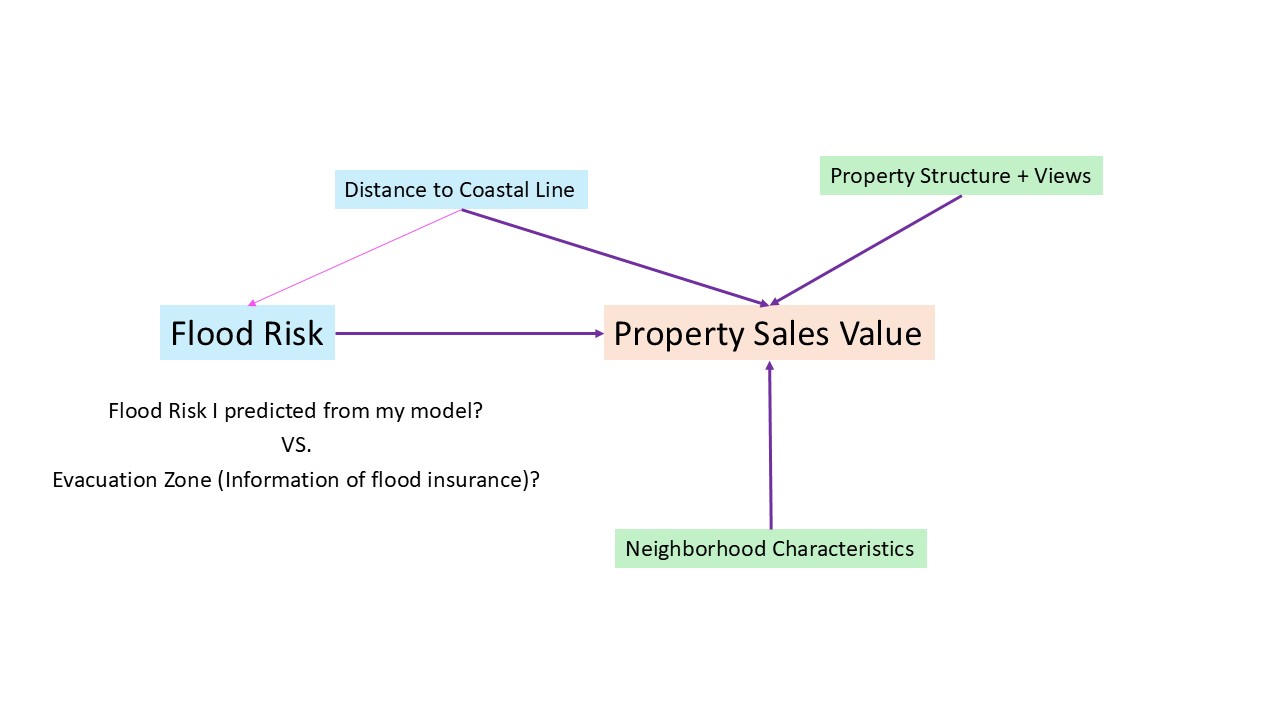 Property Structure + Views
Distance to Coastal Line
Flood Risk
Property Sales Value
Flood Risk I predicted from my model?
VS.
Evacuation Zone (Information of flood insurance)?
Neighborhood Characteristics